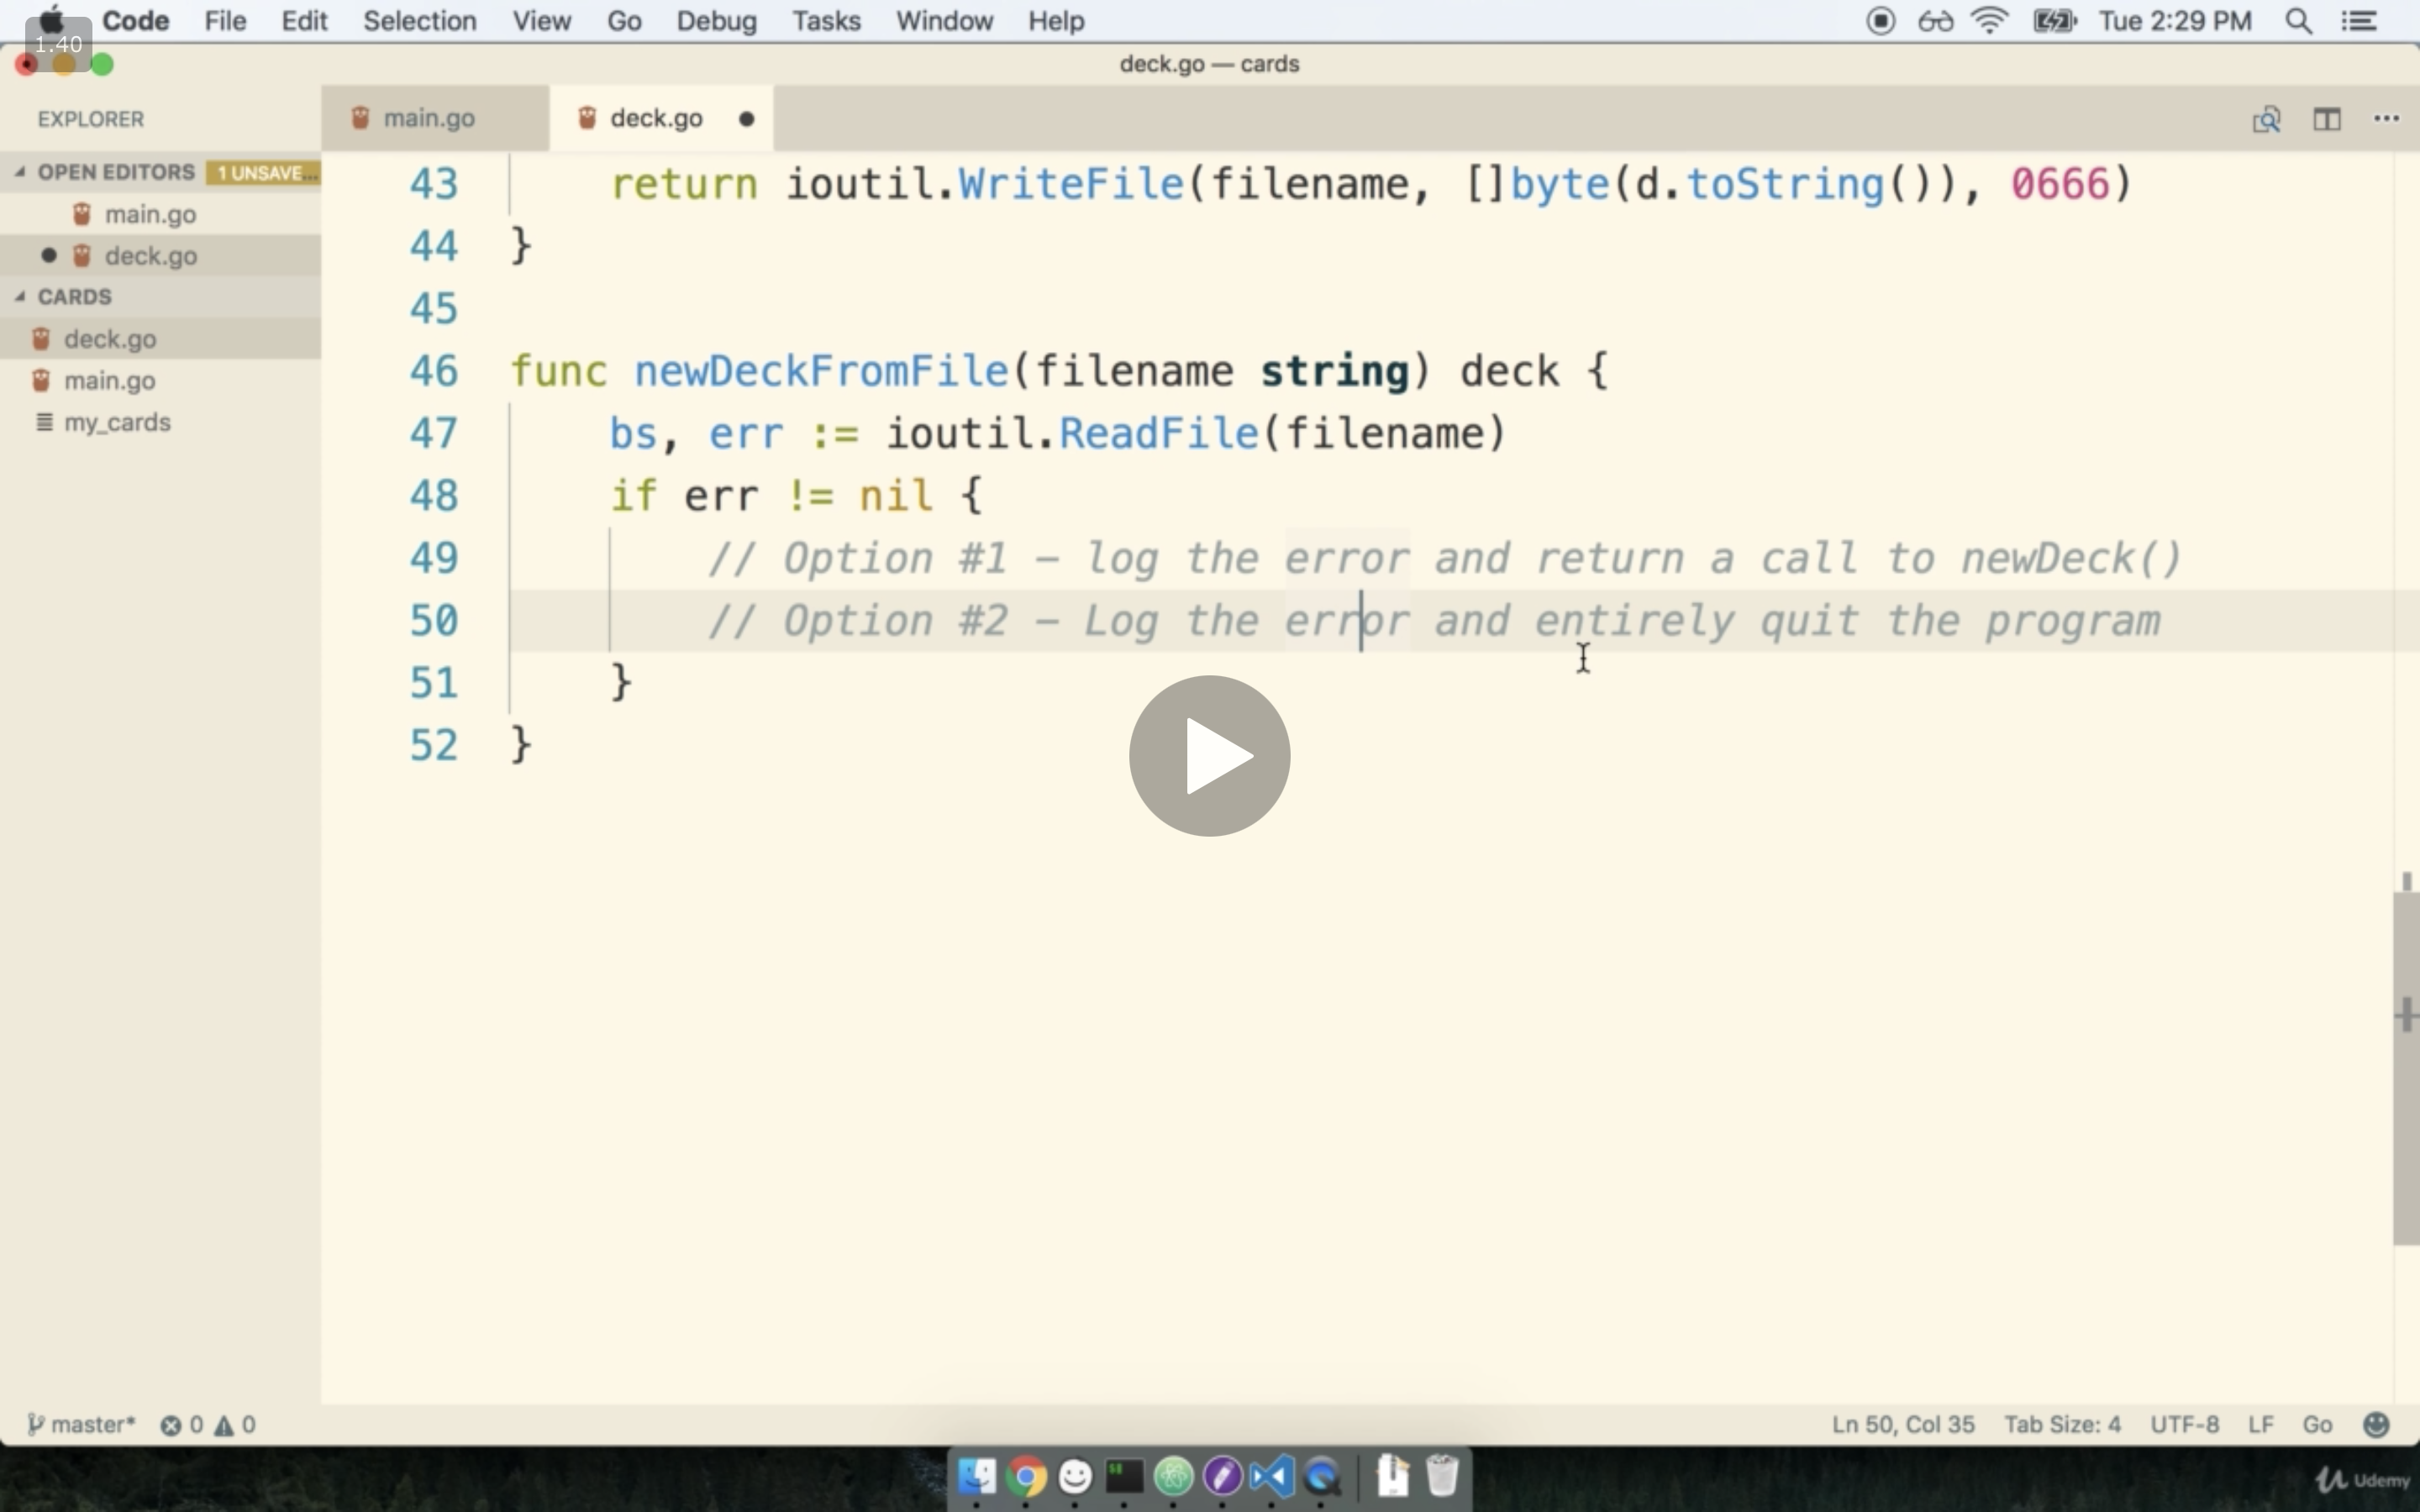 Code File Edit Selection View Go Debug Tasks Window Help Tue 2:29 PM
1.40
deck.go — cards
EXPLORER
main.go deck.go
OPEN EDITORS 1 UNSAVE...
main.go
deck.go
CARDS
deck.go
main.go
my_cards
43 return ioutil.WriteFile(filename, []byte(d.toString()), 0666)
44 }
45
46 func newDeckFromFile(filename string) deck {
47 bs, err := ioutil.ReadFile(filename)
48 if err != nil {
49 // Option #1 – log the error and return a call to newDeck()
50 // Option #2 – Log the error and entirely quit the program
51 }
52 }
master* 0 0 Ln 50, Col 35 Tab Size: 4 UTF-8 LF Go
Udemy